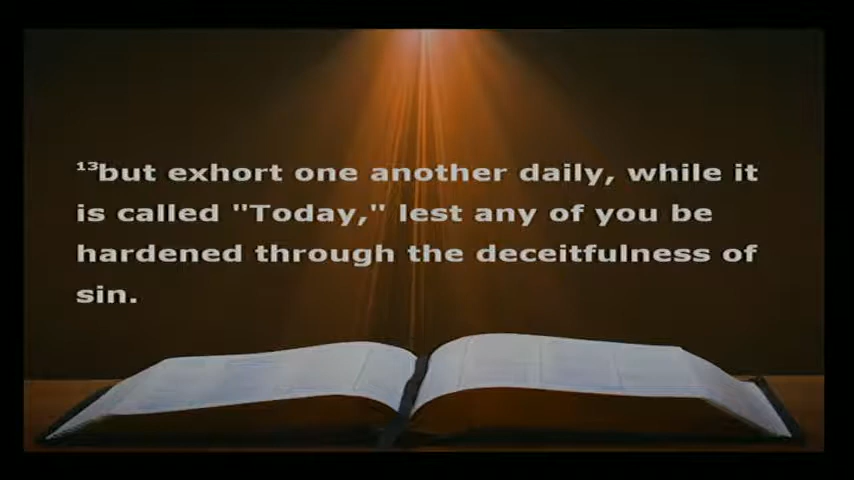 ¹³but exhort one another daily, while it
is called "Today," lest any of you be
hardened through the deceitfulness of
sin.